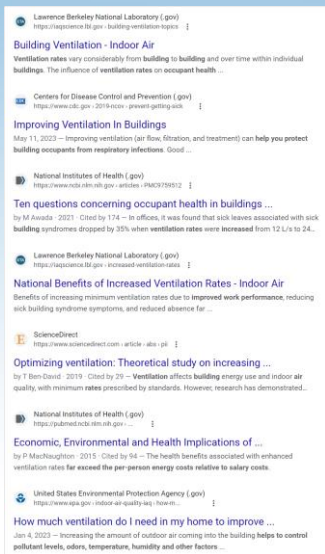 Lawrence Berkeley National Laboratory (.gov)
https://iaqscience.lbl.gov › building-ventilation-topics
Building Ventilation - Indoor Air
Ventilation rates vary considerably from building to building and over time within individual
buildings. The influence of ventilation rates on occupant health ...
Centers for Disease Control and Prevention (.gov)
https://www.cdc.gov › 2019-ncov › prevent-getting-sick
Improving Ventilation In Buildings
May 11, 2023 — Improving ventilation (air flow, filtration, and treatment) can help you protect
building occupants from respiratory infections. Good ...
National Institutes of Health (.gov)
https://www.ncbi.nlm.nih.gov › articles › PMC9759512
Ten questions concerning occupant health in buildings ...
by M Awada · 2021 · Cited by 174 — In offices, it was found that sick leaves associated with sick
building syndromes dropped by 35% when ventilation rates were increased from 12 L/s to 24..
Lawrence Berkeley National Laboratory (.gov)
https://iaqscience.lbl.gov › increased-ventilation-rates
National Benefits of Increased Ventilation Rates - Indoor Air
Benefits of increasing minimum ventilation rates due to improved work performance, reducing
sick building syndrome symptoms, and reduced absence far ...
ScienceDirect
https://www.sciencedirect.com › article › abs › pii
Optimizing ventilation: Theoretical study on increasing ...
by T Ben-David · 2019 · Cited by 29 — Ventilation affects building energy use and indoor air
quality, with minimum rates prescribed by standards. However, research has demonstrated..
National Institutes of Health (.gov)
https://pubmed.ncbi.nlm.nih.gov › ...
Economic, Environmental and Health Implications of ...
by P MacNaughton · 2015 · Cited by 94 — The health benefits associated with enhanced
ventilation rates far exceed the per-person energy costs relative to salary costs.
United States Environmental Protection Agency (.gov)
https://www.epa.gov › indoor-air-quality-iaq › how-m...
How much ventilation do I need in my home to improve ...
Jan 4, 2023 — Increasing the amount of outdoor air coming into the building helps to control
pollutant levels, odors, temperature, humidity and other factors ...